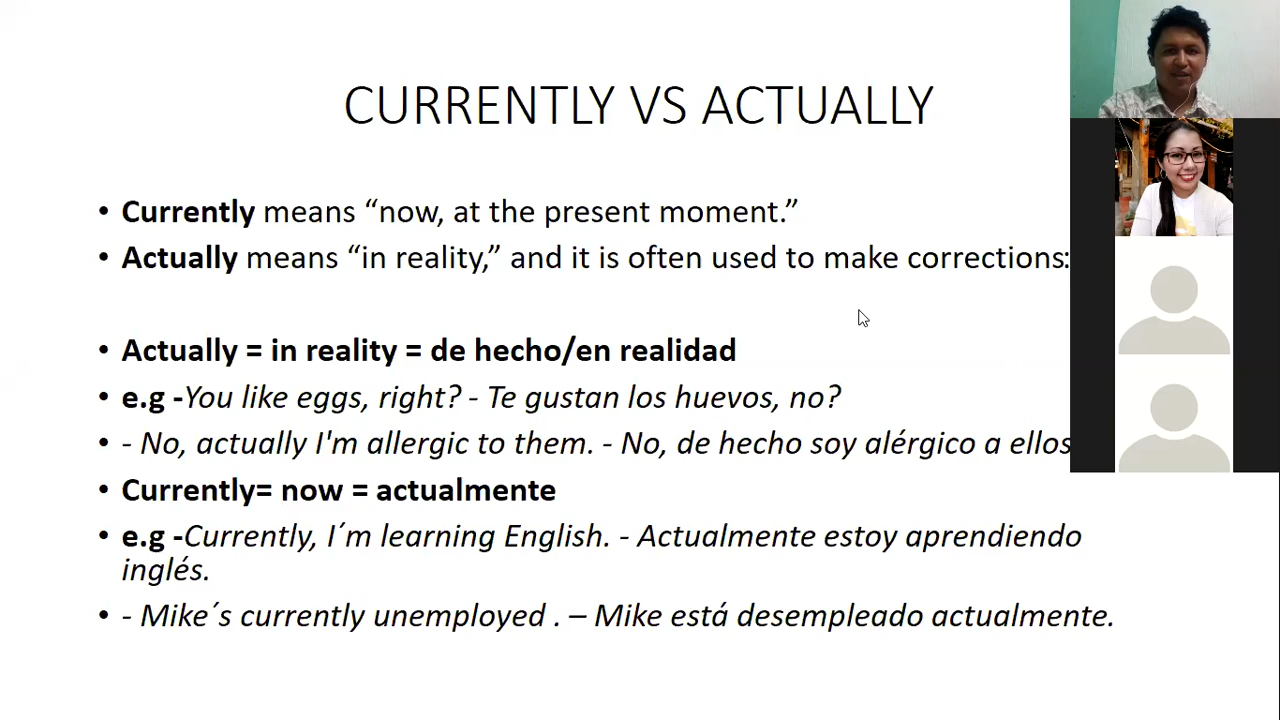 CURRENTLY VS ACTUALLY
• Currently means “now, at the present moment.”
• Actually means “in reality,” and it is often used to make corrections:
• Actually = in reality = de hecho/en realidad
• e.g -You like eggs, right? - Te gustan los huevos, no?
• - No, actually I'm allergic to them. - No, de hecho soy alérgico a ellos
• Currently= now = actualmente
• e.g -Currently, I´m learning English. - Actualmente estoy aprendiendo
inglés.
• - Mike´s currently unemployed . – Mike está desempleado actualmente.